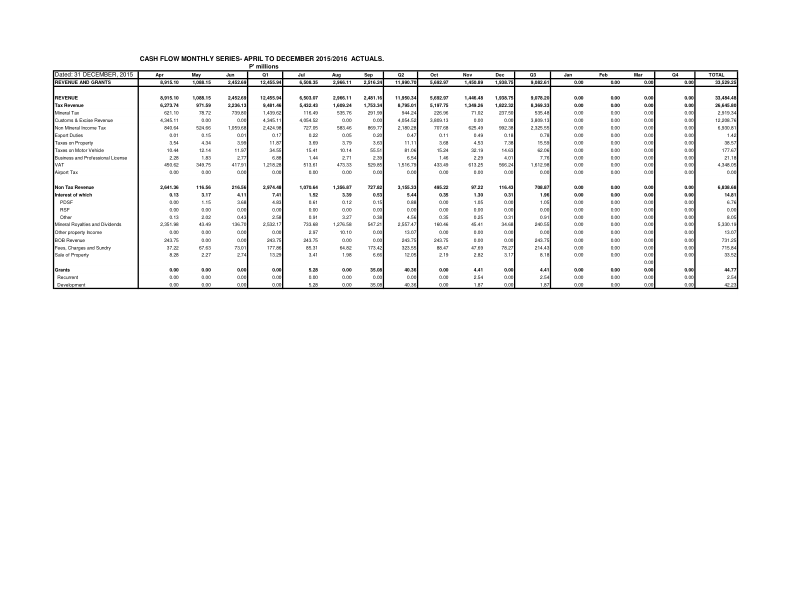 CASH FLOW MONTHLY SERIES- APRIL TO DECEMBER 2015/2016 ACTUALS.
P' millions
Dated: 31 DECEMBER, 2015 Apr May Jun Q1 Jul Aug Sep Q2 Oct Nov Dec Q3 Jan Feb Mar Q4 TOTAL
REVENUE AND GRANTS 8,915.10 1,088.15 2,452.69 12,455.94 6,508.35 2,966.11 2,516.24 11,990.70 5,692.97 1,450.89 1,938.75 9,082.61 0.00 0.00 0.00 0.00 33,529.25
REVENUE 8,915.10 1,088.15 2,452.69 12,455.94 6,503.07 2,966.11 2,481.16 11,950.34 5,692.97 1,446.48 1,938.75 9,078.20 0.00 0.00 0.00 0.00 33,484.48
Tax Revenue 6,273.74 971.59 2,236.13 9,481.46 5,432.43 1,609.24 1,753.34 8,795.01 5,197.75 1,349.26 1,822.32 8,369.33 0.00 0.00 0.00 0.00 26,645.80
Mineral Tax 621.10 78.72 739.80 1,439.62 116.49 535.76 291.99 944.24 226.96 71.02 237.50 535.48 0.00 0.00 0.00 0.00 2,919.34
Customs & Excise Revenue 4,345.11 0.00 0.00 4,345.11 4,054.52 0.00 0.00 4,054.52 3,809.13 0.00 0.00 3,809.13 0.00 0.00 0.00 0.00 12,208.76
Non Mineral Income Tax 840.64 524.66 1,059.68 2,424.98 727.05 583.46 869.77 2,180.28 707.68 625.49 992.38 2,325.55 0.00 0.00 0.00 0.00 6,930.81
Export Duties 0.01 0.15 0.01 0.17 0.22 0.05 0.20 0.47 0.11 0.49 0.18 0.78 0.00 0.00 0.00 0.00 1.42
Taxes on Property 3.54 4.34 3.99 11.87 3.69 3.79 3.63 11.11 3.68 4.53 7.38 15.59 0.00 0.00 0.00 0.00 38.57
Taxes on Motor Vehicle 10.44 12.14 11.97 34.55 15.41 10.14 55.51 81.06 15.24 32.19 14.63 62.06 0.00 0.00 0.00 0.00 177.67
Business and Professional License 2.28 1.83 2.77 6.88 1.44 2.71 2.39 6.54 1.46 2.29 4.01 7.76 0.00 0.00 0.00 0.00 21.18
VAT 450.62 349.75 417.91 1,218.28 513.61 473.33 529.85 1,516.79 433.49 613.25 566.24 1,612.98 0.00 0.00 0.00 0.00 4,348.05
Airport Tax 0.00 0.00 0.00 0.00 0.00 0.00 0.00 0.00 0.00 0.00 0.00 0.00 0.00 0.00 0.00 0.00 0.00
Non Tax Revenue 2,641.36 116.56 216.56 2,974.48 1,070.64 1,356.87 727.82 3,155.33 495.22 97.22 116.43 708.87 0.00 0.00 0.00 0.00 6,838.68
Interest of which 0.13 3.17 4.11 7.41 1.52 3.39 0.53 5.44 0.35 1.30 0.31 1.96 0.00 0.00 0.00 0.00 14.81
PDSF 0.00 1.15 3.68 4.83 0.61 0.12 0.15 0.88 0.00 1.05 0.00 1.05 0.00 0.00 0.00 0.00 6.76
RSF 0.00 0.00 0.00 0.00 0.00 0.00 0.00 0.00 0.00 0.00 0.00 0.00 0.00 0.00 0.00 0.00 0.00
Other 0.13 2.02 0.43 2.58 0.91 3.27 0.38 4.56 0.35 0.25 0.31 0.91 0.00 0.00 0.00 0.00 8.05
Mineral Royalties and Dividends 2,351.98 43.49 136.70 2,532.17 733.68 1,276.58 547.21 2,557.47 160.46 45.41 34.68 240.55 0.00 0.00 0.00 0.00 5,330.19
Other property Income 0.00 0.00 0.00 0.00 2.97 10.10 0.00 13.07 0.00 0.00 0.00 0.00 0.00 0.00 0.00 0.00 13.07
BOB Revenue 243.75 0.00 0.00 243.75 243.75 0.00 0.00 243.75 243.75 0.00 0.00 243.75 0.00 0.00 0.00 0.00 731.25
Fees, Charges and Sundry 37.22 67.63 73.01 177.86 85.31 64.82 173.42 323.55 88.47 47.69 78.27 214.43 0.00 0.00 0.00 0.00 715.84
Sale of Property 8.28 2.27 2.74 13.29 3.41 1.98 6.66 12.05 2.19 2.82 3.17 8.18 0.00 0.00 0.00 0.00 33.52
0.00
Grants 0.00 0.00 0.00 0.00 5.28 0.00 35.08 40.36 0.00 4.41 0.00 4.41 0.00 0.00 0.00 0.00 44.77
Recurrent 0.00 0.00 0.00 0.00 0.00 0.00 0.00 0.00 0.00 2.54 0.00 2.54 0.00 0.00 0.00 0.00 2.54
Development 0.00 0.00 0.00 0.00 5.28 0.00 35.08 40.36 0.00 1.87 0.00 1.87 0.00 0.00 0.00 0.00 42.23